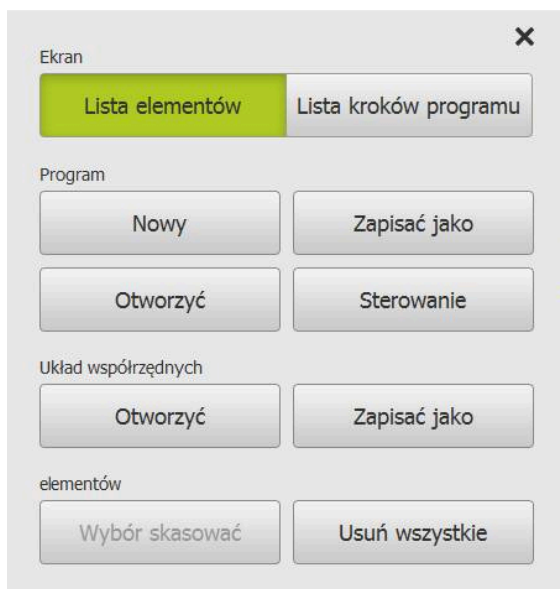 Ekran
Lista elementów Lista kroków programu
Program
Nowy Zapisać jako
Otworzyć Sterowanie
Układ współrzędnych
Otworzyć Zapisać jako
elementów
Wybór skasować Usuń wszystkie